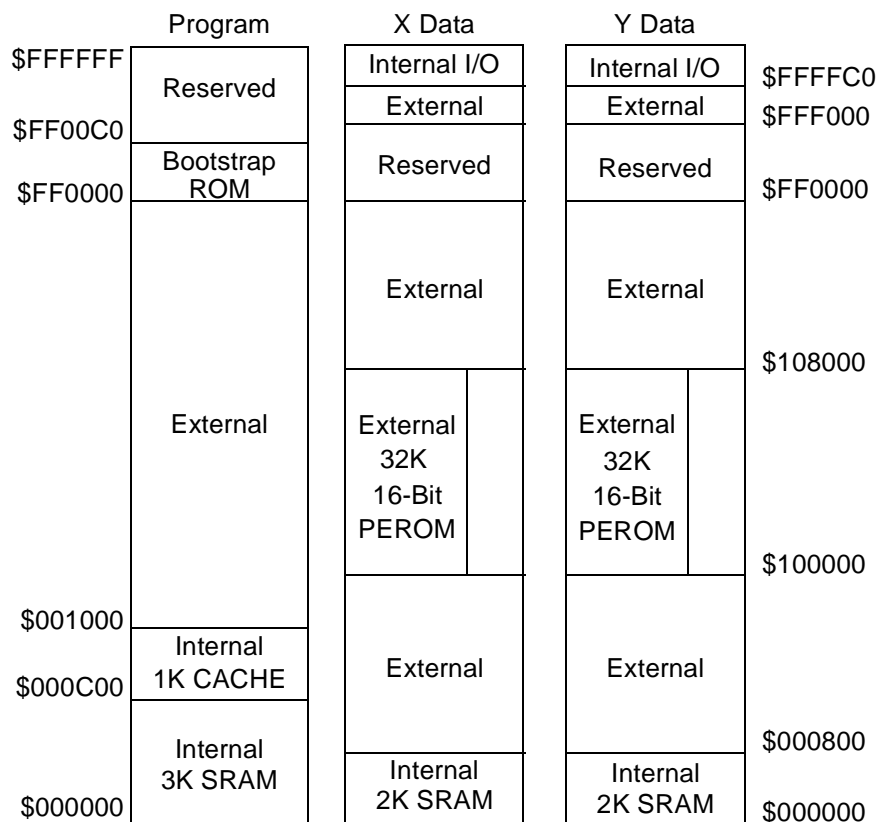 Program
$FFFFFF
Reserved
$FF00C0
Bootstrap
ROM
$FF0000
External
$001000
Internal
1K CACHE
$000C00
Internal
3K SRAM
$000000
X Data
Internal I/O
External
Reserved
External
External
32K
16-Bit
PEROM
External
Internal
2K SRAM
Y Data
Internal I/O
$FFFFC0
External
$FFF000
Reserved
$FF0000
External
$108000
External
32K
16-Bit
PEROM
$100000
External
$000800
Internal
2K SRAM
$000000